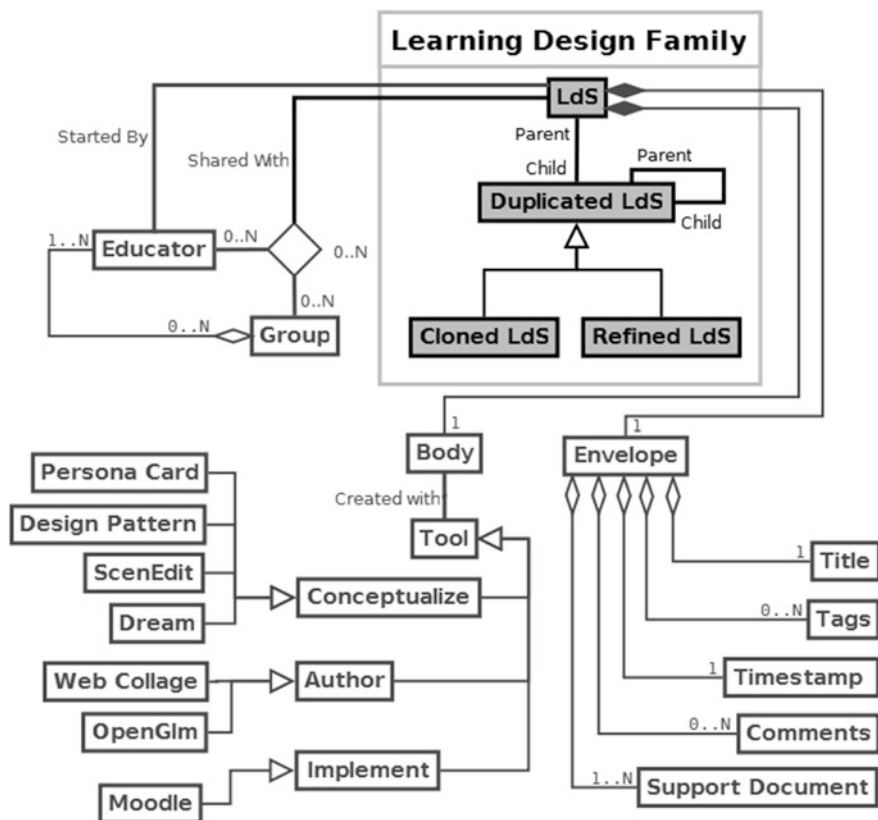 Learning Design Family
LdS
Started By
Parent
Shared With
Child
Parent
Duplicated LdS
Child
1..N
Educator
0..N
0..N
0..N
0..N
Group
Cloned LdS
Refined LdS
1
1
Body
Envelope
Persona Card
Created with
Design Pattern
Tool
ScenEdit
1
Title
Conceptualize
Dream
0..N
Tags
Web Collage
Author
1
Timestamp
OpenGlm
0..N
Comments
Implement
1..N
Support Document
Moodle